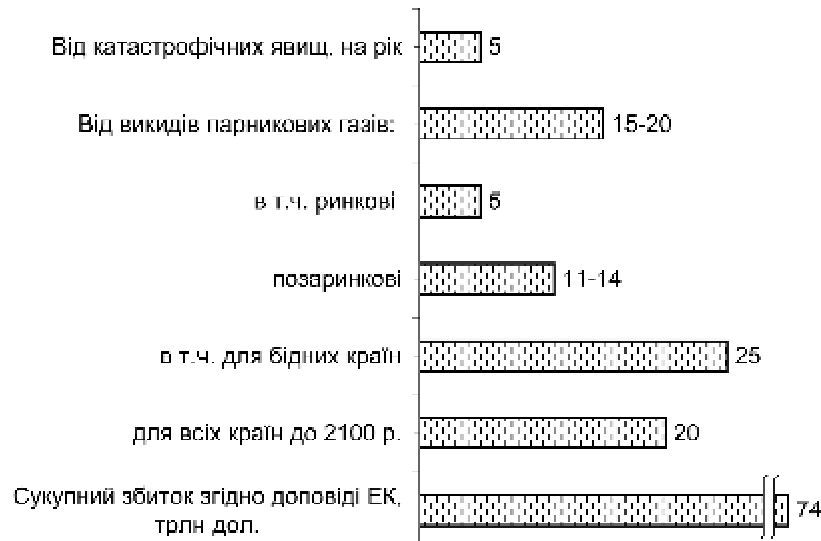 Від катастрофічних явищ, на рік 5
Від викидів парникових газів: 15-20
в т.ч. ринкові 5
позаринкові 11-14
в т.ч. для бідних країн 25
для всіх країн до 2100 р. 20
Сукупний збиток згідно доповіді ЕК,
трлн дол. 74